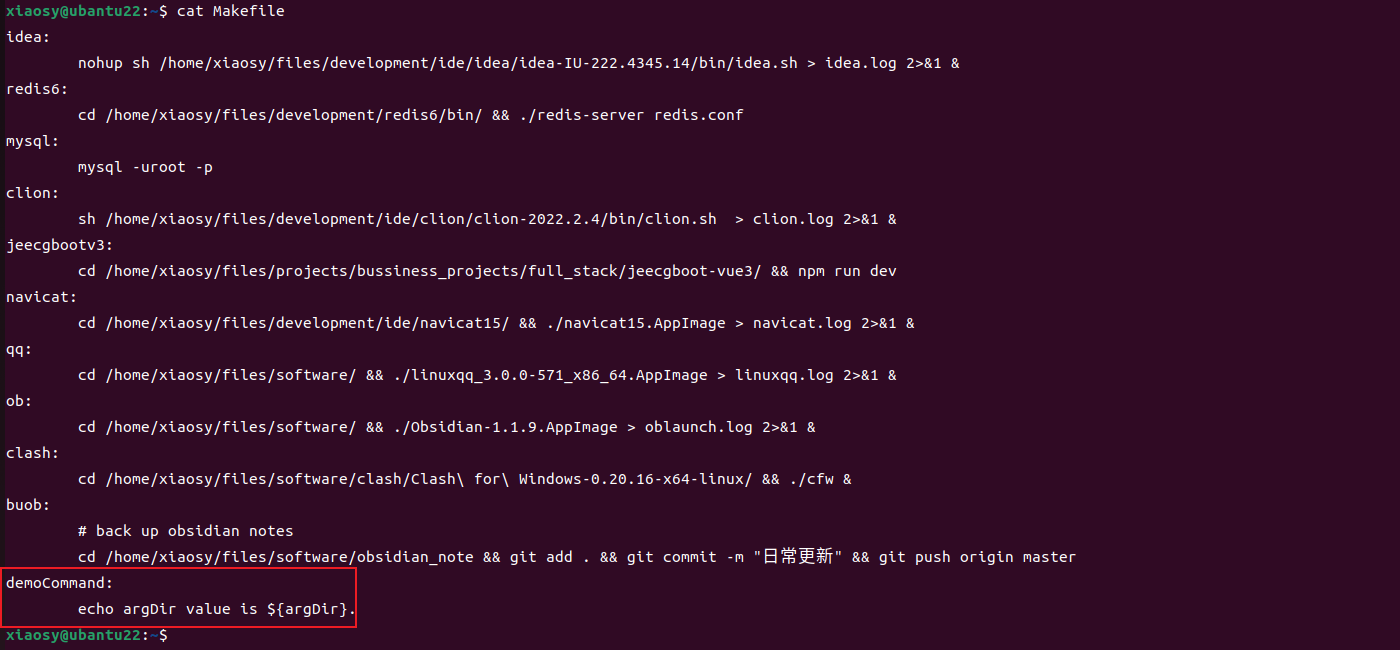 xiaosy@ubantu22:~$ cat Makefile
idea:
        nohup sh /home/xiaosy/files/development/ide/idea/idea-IU-222.4345.14/bin/idea.sh > idea.log 2>&1 &
redis6:
        cd /home/xiaosy/files/development/redis6/bin/ && ./redis-server redis.conf
mysql:
        mysql -uroot -p
clion:
        sh /home/xiaosy/files/development/ide/clion/clion-2022.2.4/bin/clion.sh  > clion.log 2>&1 &
jeecgbootv3:
        cd /home/xiaosy/files/projects/bussiness_projects/full_stack/jeecgboot-vue3/ && npm run dev
navicat:
        cd /home/xiaosy/files/development/ide/navicat15/ && ./navicat15.AppImage > navicat.log 2>&1 &
qq:
        cd /home/xiaosy/files/software/ && ./linuxqq_3.0.0-571_x86_64.AppImage > linuxqq.log 2>&1 &
ob:
        cd /home/xiaosy/files/software/ && ./Obsidian-1.1.9.AppImage > oblaunch.log 2>&1 &
clash:
        cd /home/xiaosy/files/software/clash/Clash\ for\ Windows-0.20.16-x64-linux/ && ./cfw &
buob:
        # back up obsidian notes
        cd /home/xiaosy/files/software/obsidian_note && git add . && git commit -m "日常更新" && git push origin master
demoCommand:
        echo argDir value is ${argDir}.
xiaosy@ubantu22:~$